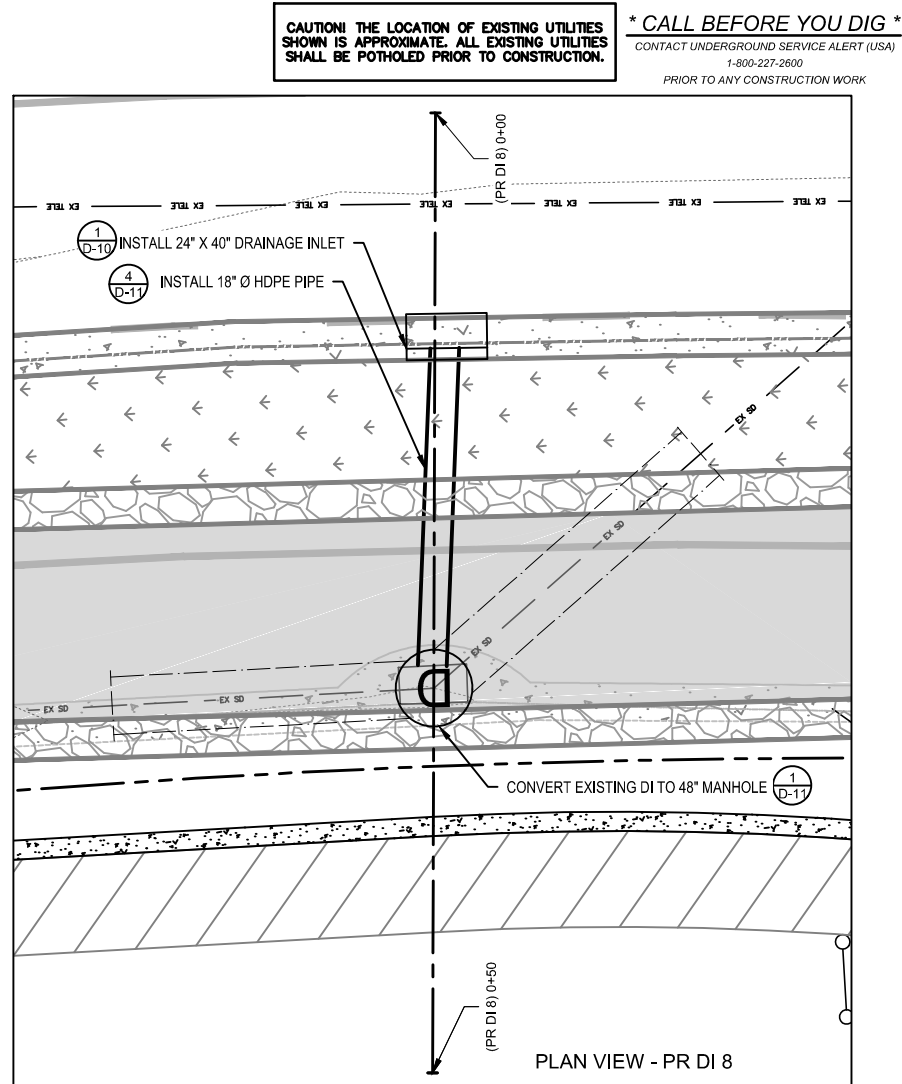 CAUTION! THE LOCATION OF EXISTING UTILITIES
SHOWN IS APPROXIMATE. ALL EXISTING UTILITIES
SHALL BE POTHOLED PRIOR TO CONSTRUCTION.
* CALL BEFORE YOU DIG *
CONTACT UNDERGROUND SERVICE ALERT (USA)
1-800-227-2600
PRIOR TO ANY CONSTRUCTION WORK
(PR DI 8) 0+00
EX TELE EX TELE EX TELE EX TELE EX TELE EX TELE EX TELE
1
D-10
INSTALL 24" X 40" DRAINAGE INLET
4
D-11
INSTALL 18" Ø HDPE PIPE
EX SD
EX SD
EX SD
EX SD
EX SD
D
CONVERT EXISTING DI TO 48" MANHOLE
1
D-11
(PR DI 8) 0+50
PLAN VIEW - PR DI 8